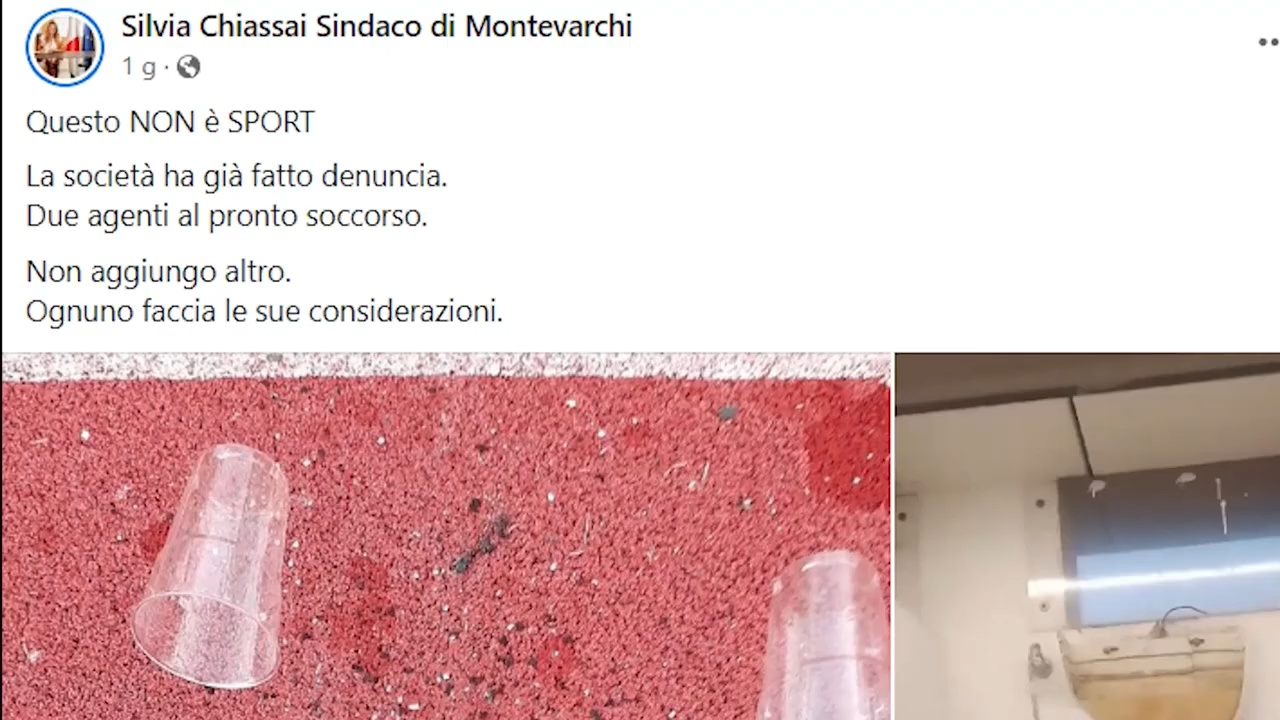 Silvia Chiassai Sindaco di Montevarchi
1 g ·
Questo NON è SPORT
La società ha già fatto denuncia.
Due agenti al pronto soccorso.
Non aggiungo altro.
Ognuno faccia le sue considerazioni.